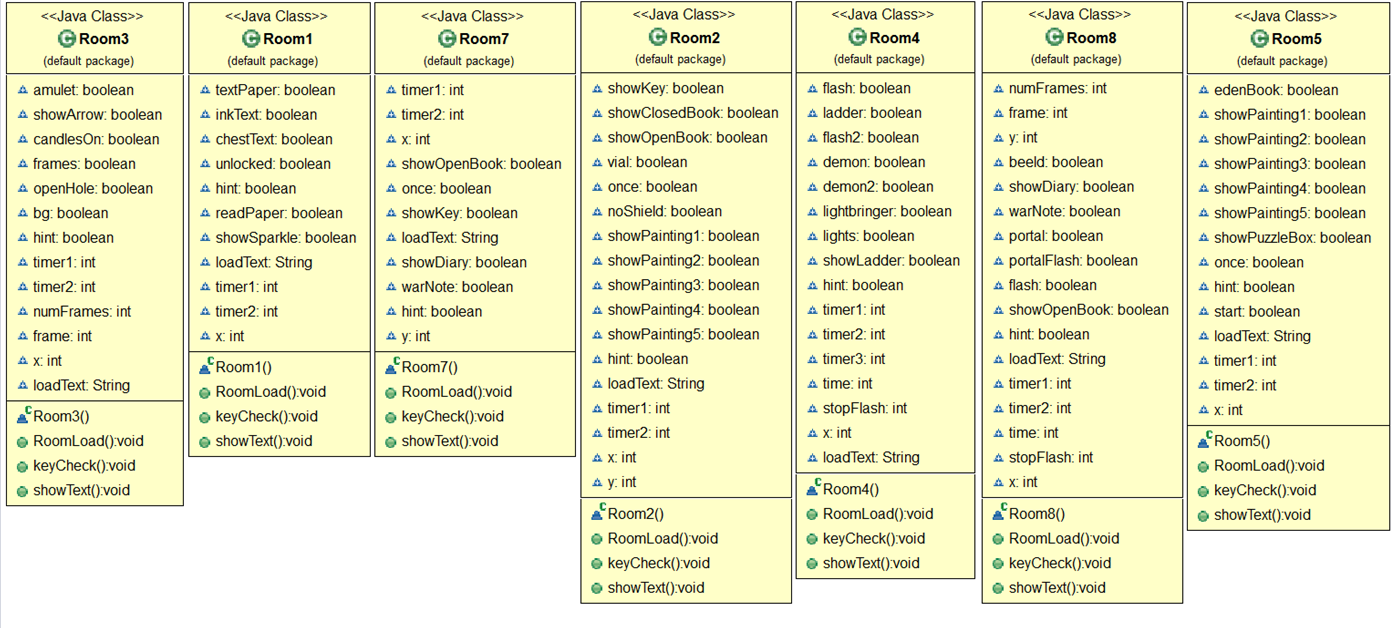 <<Java Class>>
Room3
(default package)
amulet: boolean
showArrow: boolean
candlesOn: boolean
frames: boolean
openHole: boolean
bg: boolean
hint: boolean
timer1: int
timer2: int
numFrames: int
frame: int
x: int
loadText: String
Room3()
RoomLoad():void
keyCheck():void
showText():void
<<Java Class>>
Room1
(default package)
textPaper: boolean
inkText: boolean
chestText: boolean
unlocked: boolean
hint: boolean
readPaper: boolean
showSparkle: boolean
loadText: String
timer1: int
timer2: int
x: int
Room1()
RoomLoad():void
keyCheck():void
showText():void
<<Java Class>>
Room7
(default package)
timer1: int
timer2: int
x: int
showOpenBook: boolean
once: boolean
showKey: boolean
loadText: String
showDiary: boolean
warNote: boolean
hint: boolean
y: int
Room7()
RoomLoad():void
keyCheck():void
showText():void
<<Java Class>>
Room2
(default package)
showKey: boolean
showClosedBook: boolean
showOpenBook: boolean
vial: boolean
once: boolean
noShield: boolean
showPainting1: boolean
showPainting2: boolean
showPainting3: boolean
showPainting4: boolean
showPainting5: boolean
hint: boolean
loadText: String
timer1: int
timer2: int
x: int
y: int
Room2()
RoomLoad():void
keyCheck():void
showText():void
<<Java Class>>
Room4
(default package)
flash: boolean
ladder: boolean
flash2: boolean
demon: boolean
demon2: boolean
lightbringer: boolean
lights: boolean
showLadder: boolean
hint: boolean
timer1: int
timer2: int
timer3: int
time: int
stopFlash: int
x: int
loadText: String
Room4()
RoomLoad():void
keyCheck():void
showText():void
<<Java Class>>
Room8
(default package)
numFrames: int
frame: int
y: int
beeld: boolean
showDiary: boolean
warNote: boolean
portal: boolean
portalFlash: boolean
flash: boolean
showOpenBook: boolean
hint: boolean
loadText: String
timer1: int
timer2: int
time: int
stopFlash: int
x: int
Room8()
RoomLoad():void
keyCheck():void
showText():void
<<Java Class>>
Room5
(default package)
edenBook: boolean
showPainting1: boolean
showPainting2: boolean
showPainting3: boolean
showPainting4: boolean
showPainting5: boolean
showPuzzleBox: boolean
once: boolean
hint: boolean
start: boolean
loadText: String
timer1: int
timer2: int
x: int
Room5()
RoomLoad():void
keyCheck():void
showText():void